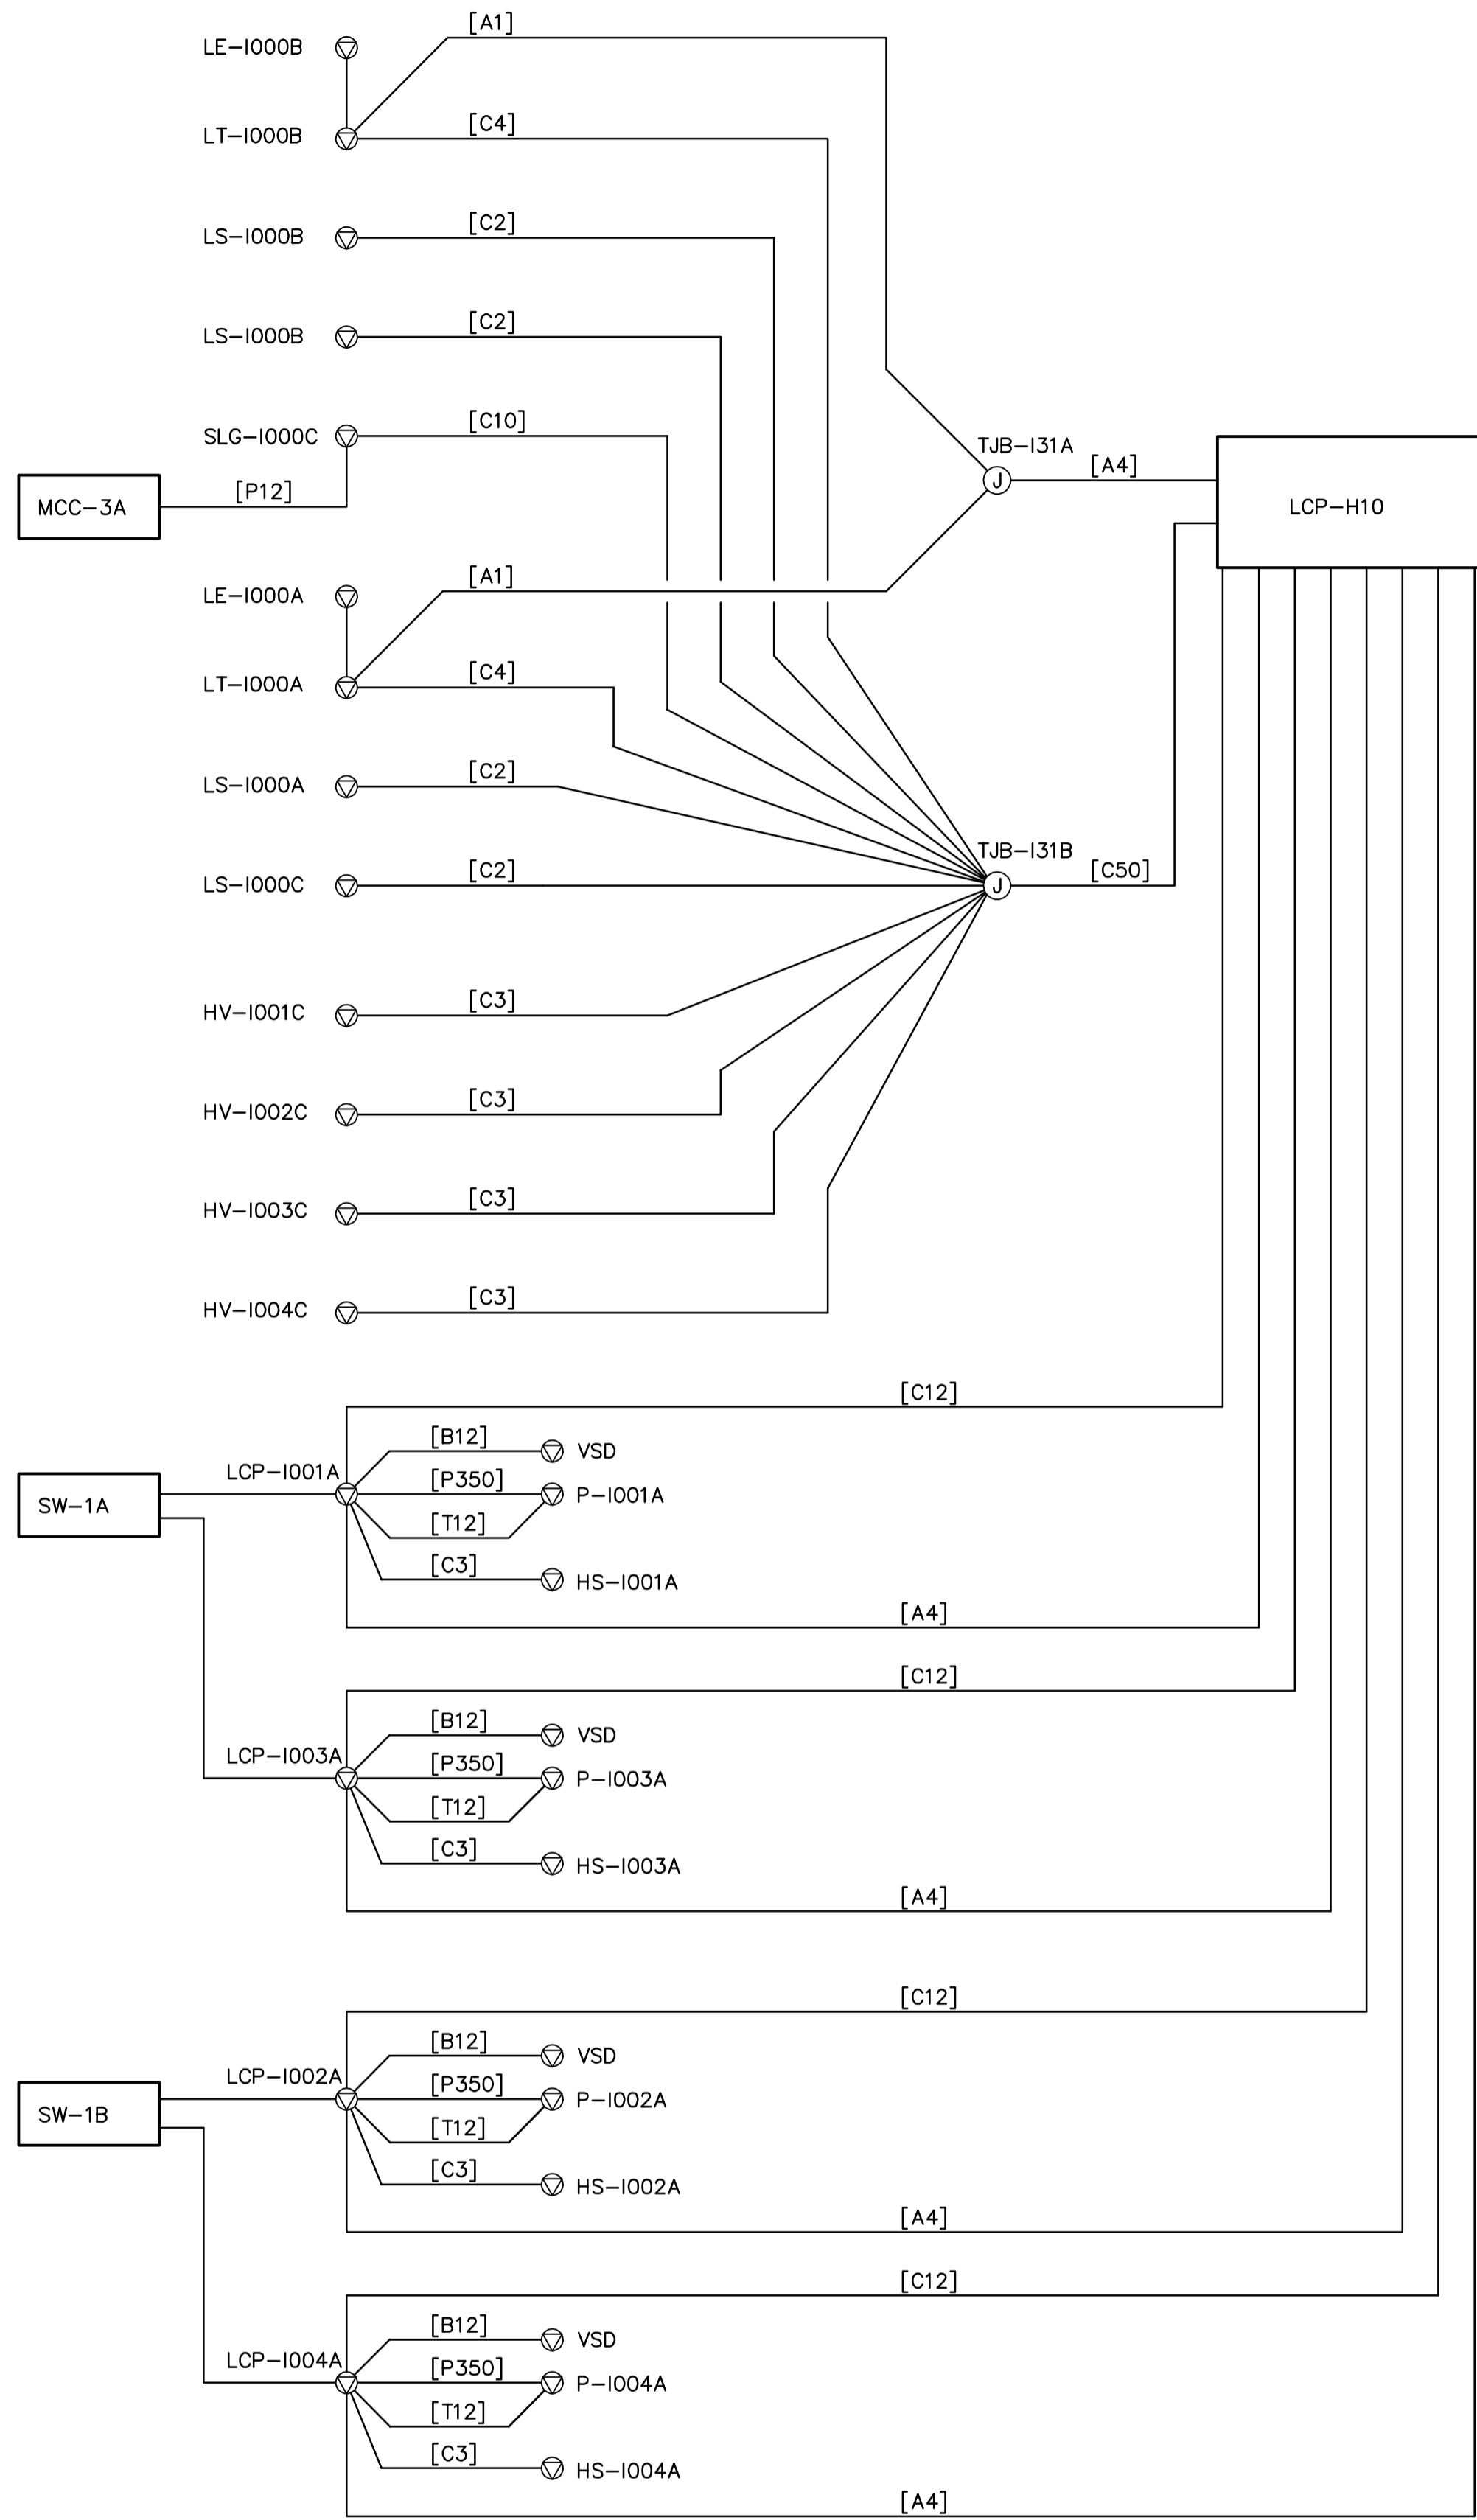 [A1]
LE-I000B
[C4]
LT-I000B
[C2]
LS-I000B
[C2]
LS-I000B
[C10]
SLG-I000C
TJB-I31A
J
[A4]
[P12]
MCC-3A
LCP-H10
[A1]
LE-I000A
[C4]
LT-I000A
[C2]
LS-I000A
TJB-I31B
[C2]
[C50]
LS-I000C
J
[C3]
HV-I001C
[C3]
HV-I002C
[C3]
HV-I003C
[C3]
HV-I004C
[C12]
[B12]
VSD
LCP-I001A
[P350]
P-I001A
SW-1A
[T12]
[C3]
HS-I001A
[A4]
[C12]
[B12]
VSD
LCP-I003A
[P350]
P-I003A
[T12]
[C3]
HS-I003A
[A4]
[C12]
[B12]
VSD
LCP-I002A
[P350]
P-I002A
SW-1B
[T12]
[C3]
HS-I002A
[A4]
[C12]
[B12]
VSD
LCP-I004A
[P350]
P-I004A
[T12]
[C3]
HS-I004A
[A4]